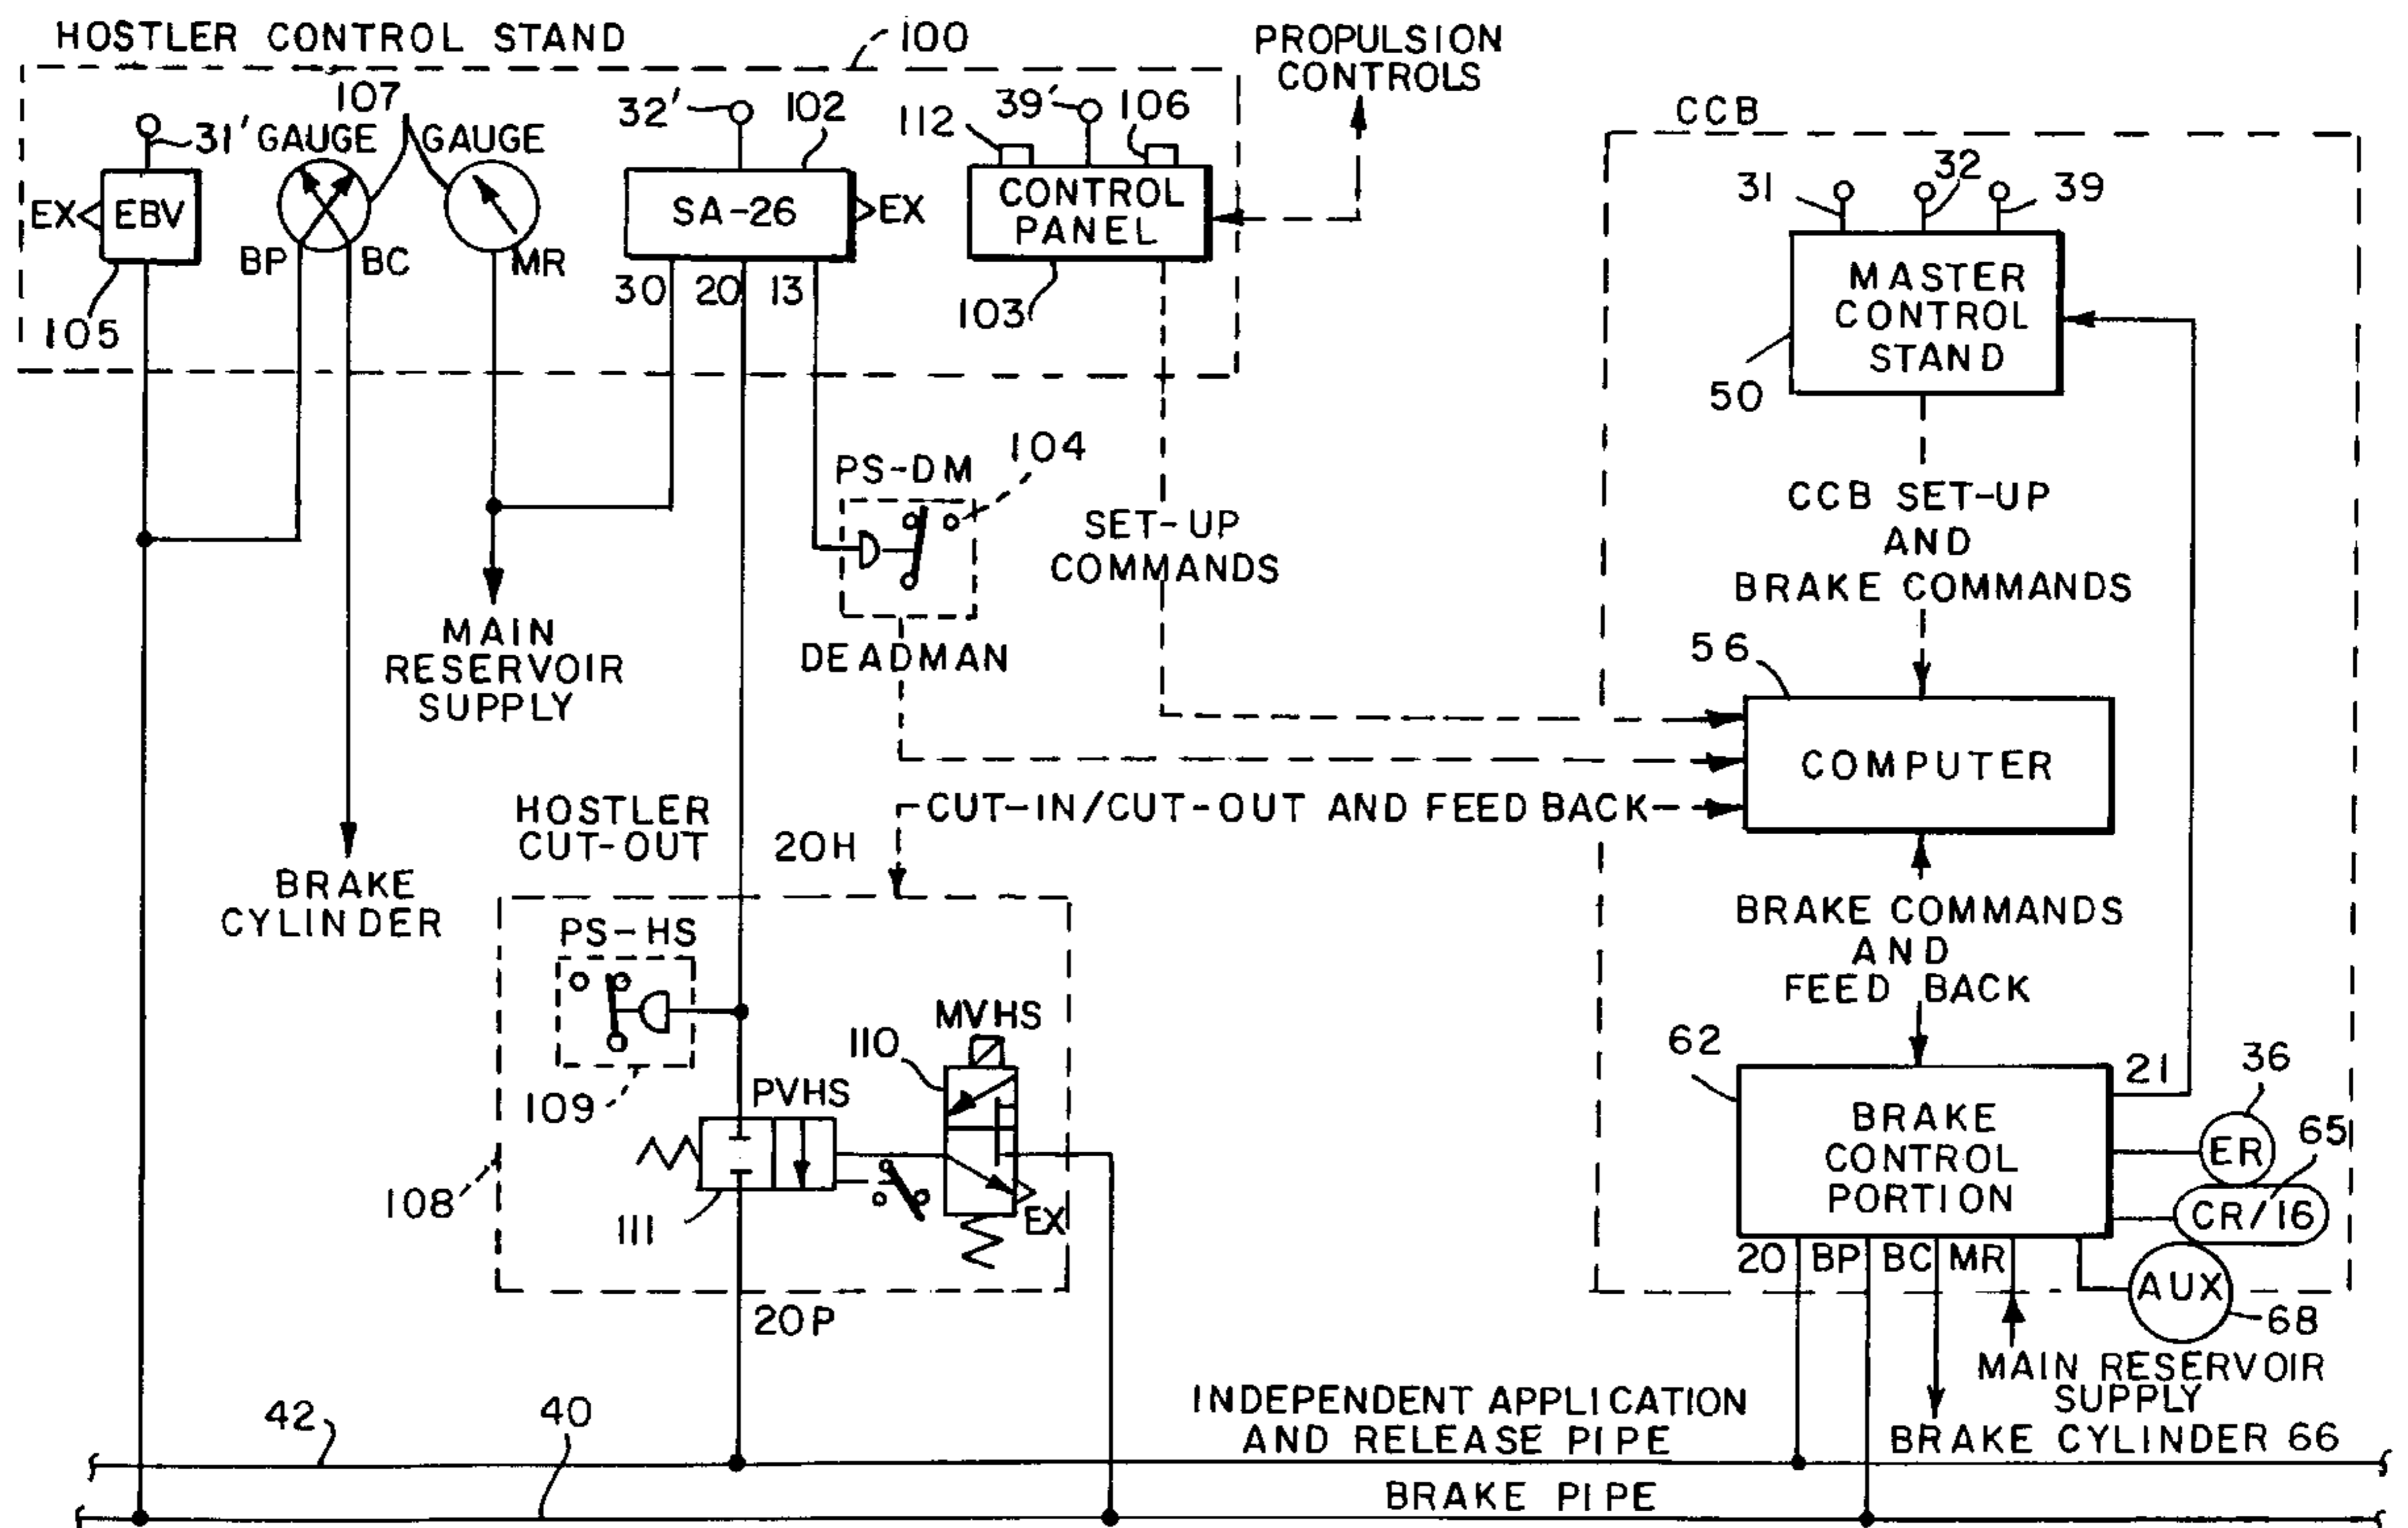 HOSTLER CONTROL STAND
100
PROPULSION
CONTROLS
107
31' GAUGE
GAUGE
32'
102
112
39'
106
EX
EBV
SA-26
EX
CONTROL
PANEL
BP
BC
MR
105
30
20
13
103
CCB
31
32
39
MASTER
CONTROL
STAND
50
PS-DM
104
MAIN
RESERVOIR
SUPPLY
DEADMAN
SET-UP
COMMANDS
CCB SET-UP
AND
BRAKE COMMANDS
56
COMPUTER
HOSTLER
CUT-OUT
20H
CUT-IN/CUT-OUT AND FEED BACK
BRAKE
CYLINDER
PS-HS
109
MVHS
110
PVHS
111
108
EX
20P
BRAKE COMMANDS
AND
FEED BACK
62
21
36
BRAKE
CONTROL
PORTION
ER
65
CR/16
20
BP
BC
MR
AUX
68
MAIN RESERVOIR
SUPPLY
BRAKE CYLINDER 66
42
40
INDEPENDENT APPLICATION
AND RELEASE PIPE
BRAKE PIPE